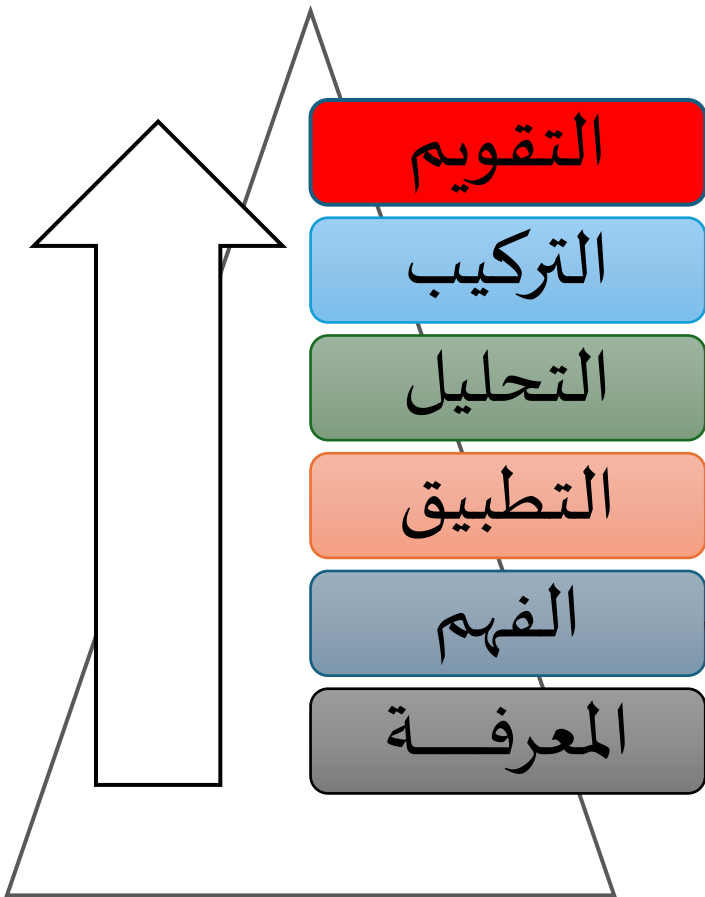 التقويم
التركيب
التحليل
التطبيق
الفهم
المعرفـــة